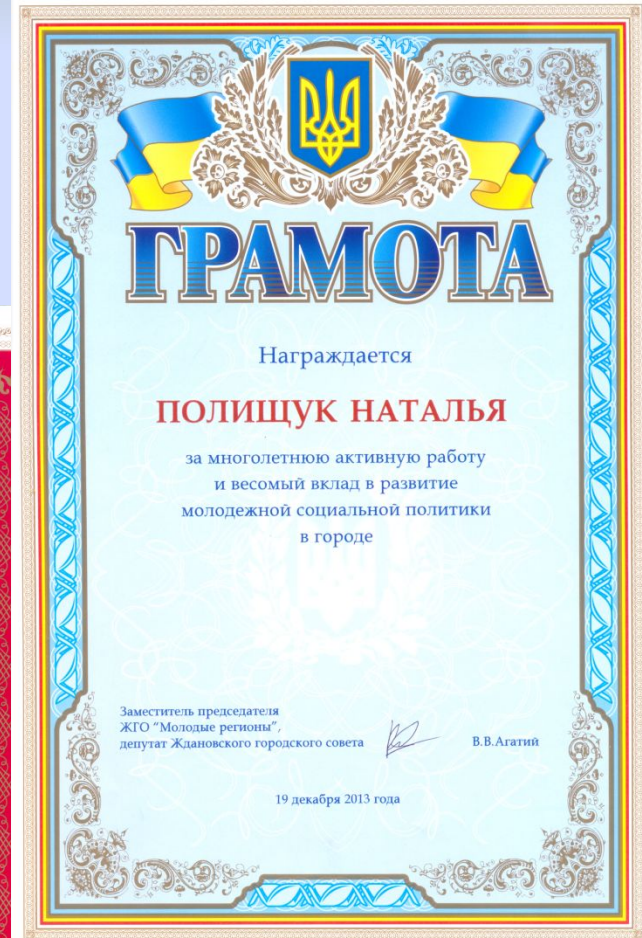 ГРАМОТА
Награждается
ПОЛИЩУК НАТАЛЬЯ
за многолетнюю активную работу
и весомый вклад в развитие
молодежной социальной политики
в городе
Заместитель председателя
ЖГО "Молодые регионы",
депутат Ждановского городского совета
В.В.Агатий
19 декабря 2013 года